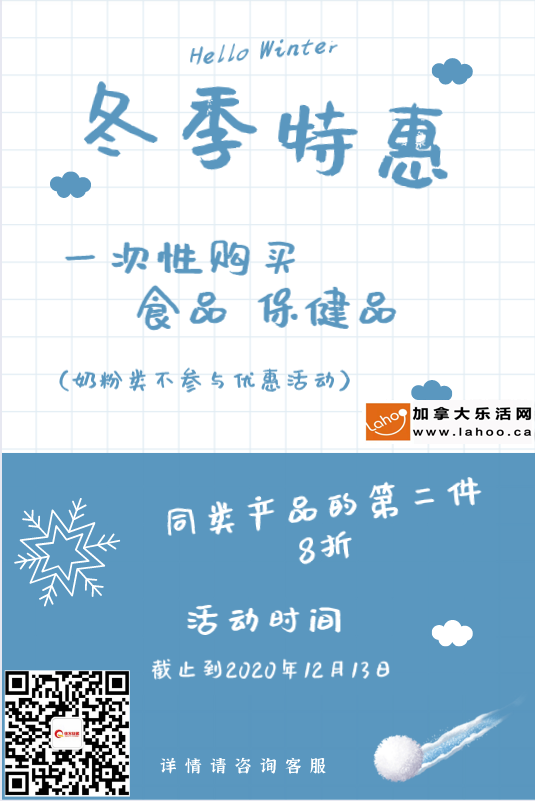 Hello Winter
冬季特惠
一次性购买
食品 保健品
（奶粉类不参与优惠活动）
Lahoo
加拿大乐活网
www.lahoo.ca
同类产品的第二件
8折
活动时间
截止到2020年12月13日
详情请咨询客服